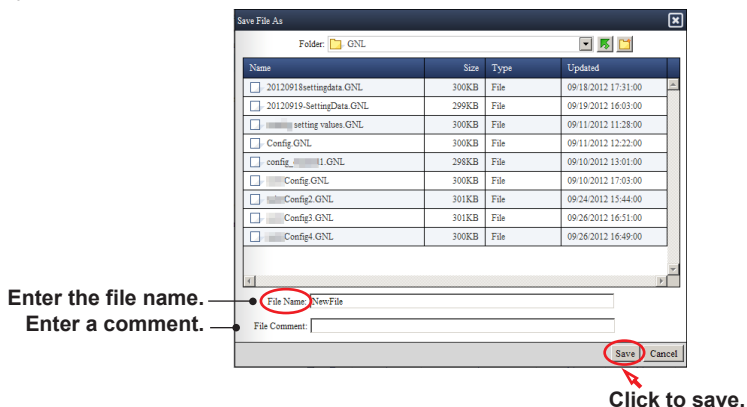 Save File As
Folder: GNL
Name Size Type Updated
20120918settingdata.GNL 300KB File 09/18/2012 17:31:00
20120919-SettingData.GNL 299KB File 09/19/2012 16:03:00
setting values.GNL 300KB File 09/11/2012 11:28:00
Config.GNL 300KB File 09/11/2012 12:22:00
config_ 1.GNL 298KB File 09/10/2012 13:01:00
Config.GNL 300KB File 09/10/2012 17:03:00
Config2.GNL 301KB File 09/24/2012 15:44:00
Config3.GNL 301KB File 09/26/2012 16:51:00
Config4.GNL 300KB File 09/26/2012 16:49:00
Enter the file name.
File Name: NewFile
Enter a comment.
File Comment:
Save Cancel
Click to save.